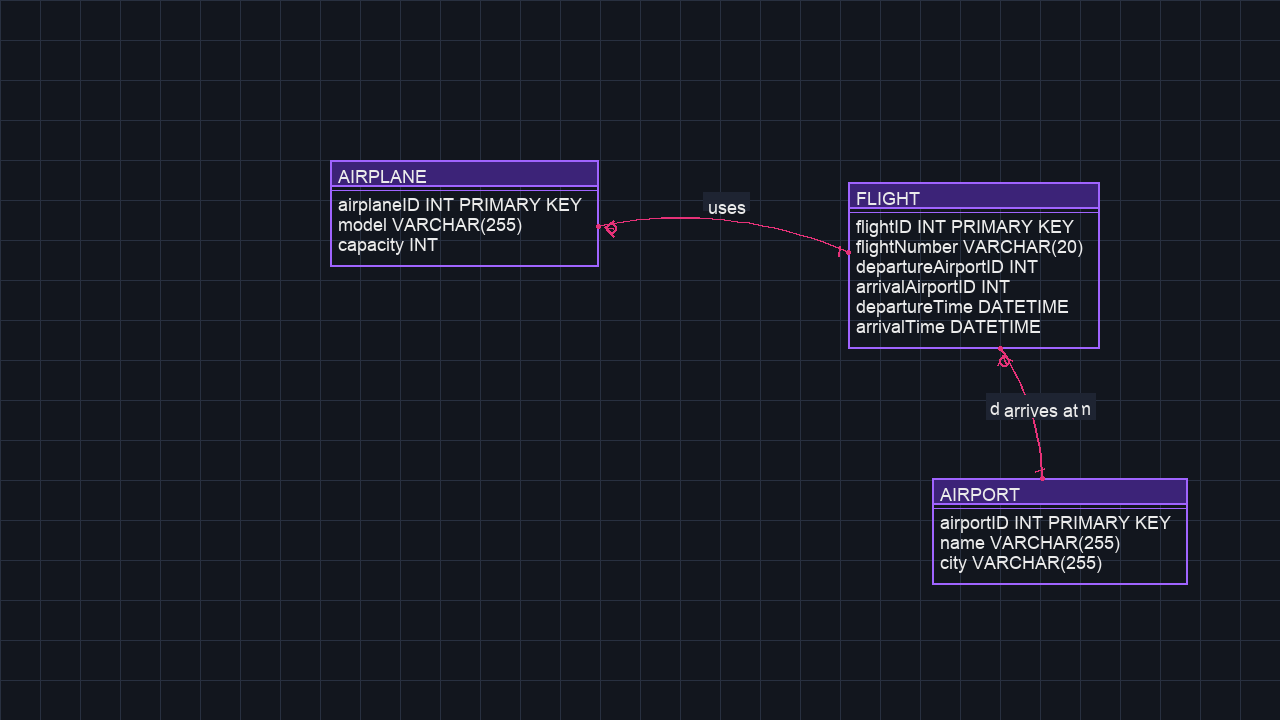 AIRPLANE
airplaneID INT PRIMARY KEY
model VARCHAR(255)
capacity INT
uses
FLIGHT
flightID INT PRIMARY KEY
flightNumber VARCHAR(20)
departureAirportID INT
arrivalAirportID INT
departureTime DATETIME
arrivalTime DATETIME
arrives at
AIRPORT
airportID INT PRIMARY KEY
name VARCHAR(255)
city VARCHAR(255)